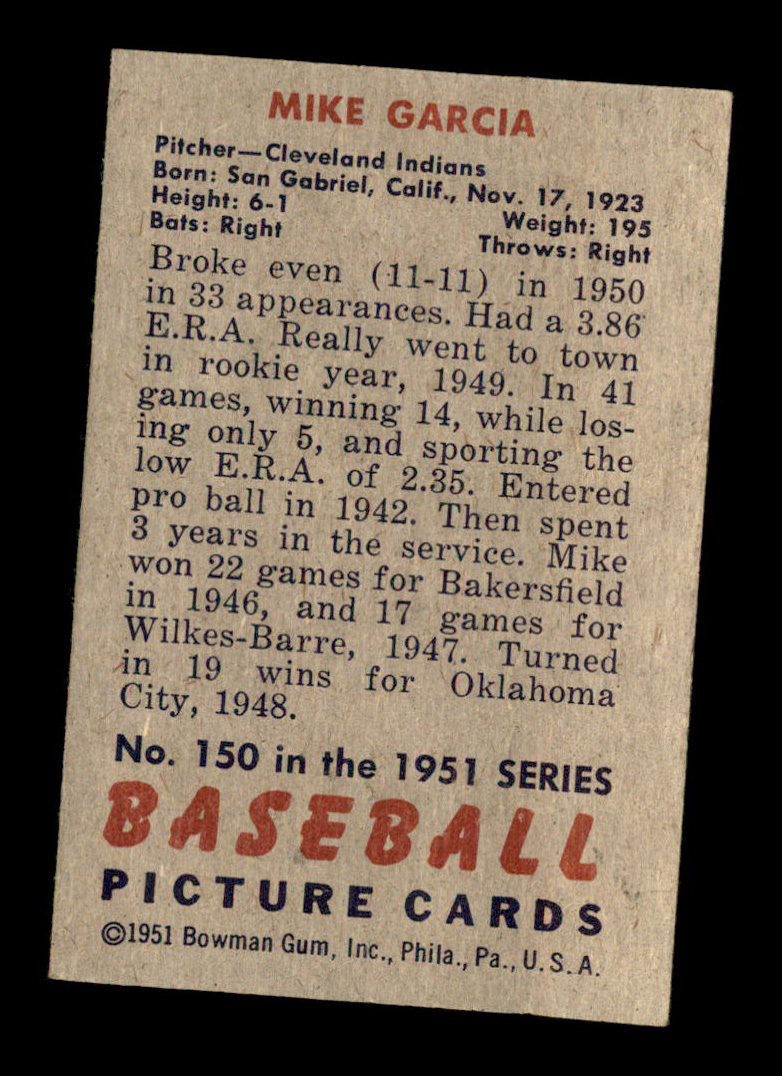 MIKE GARCIA
Pitcher—Cleveland Indians
Born: San Gabriel, Calif., Nov. 17, 1923
Height: 6-1 Weight: 195
Bats: Right Throws: Right
Broke even (11-11) in 1950
in 33 appearances. Had a 3.86
E.R.A. Really went to town
in rookie year, 1949. In 41
games, winning 14, while los-
ing only 5, and sporting the
low E.R.A. of 2.35. Entered
pro ball in 1942. Then spent
3 years in the service. Mike
won 22 games for Bakersfield
in 1946, and 17 games for
Wilkes-Barre, 1947. Turned
in 19 wins for Oklahoma
City, 1948.
No. 150 in the 1951 SERIES
BASEBALL
PICTURE CARDS
©1951 Bowman Gum, Inc., Phila., Pa., U.S.A.